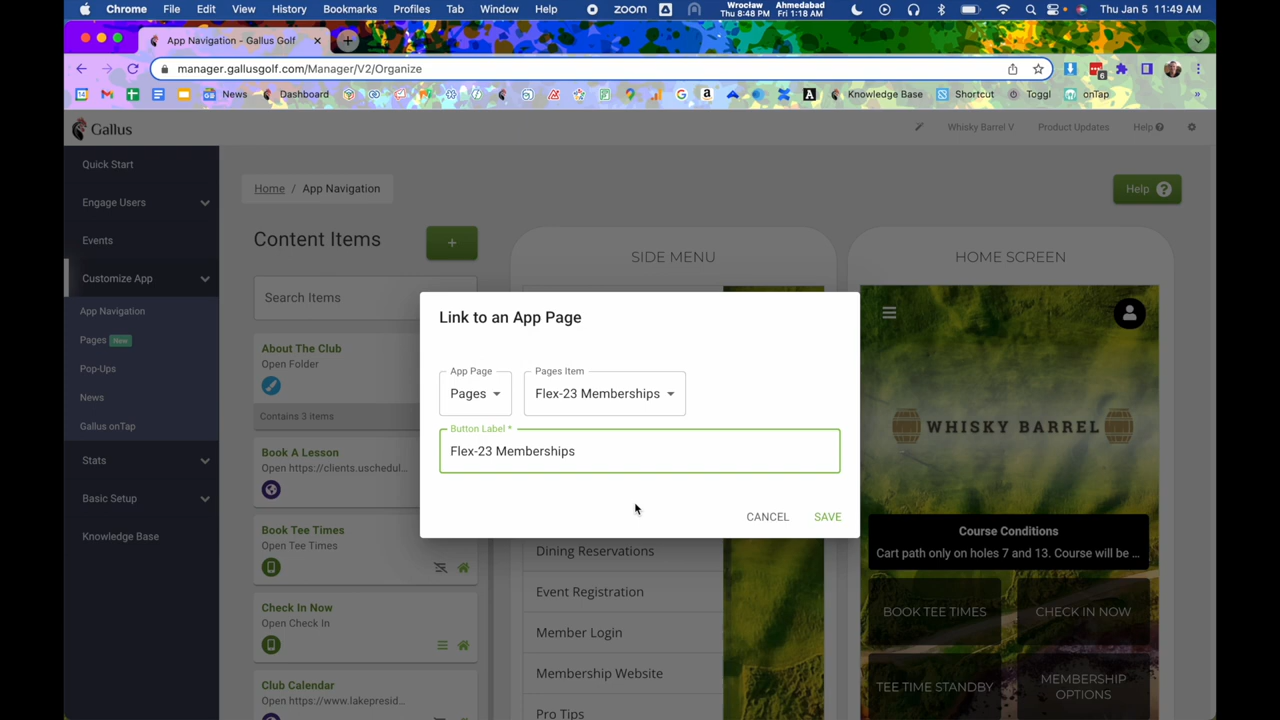 Chrome File Edit View History Bookmarks Profiles Tab Window Help zoom Wrocław Thu 8:48 PM Ahmedabad Fri 1:18 AM Thu Jan 5 11:49 AM
App Navigation - Gallus Golf
manager.gallusgolf.com/Manager/V2/Organize
6
News Dashboard Knowledge Base Shortcut Toggl onTap »
Gallus
Whisky Barrel V Product Updates Help
Quick Start
Engage Users
Events
Customize App
App Navigation
Pages New
Pop-Ups
News
Gallus onTap
Stats
Basic Setup
Knowledge Base
Home / App Navigation
Help
Content Items
+
Search Items
About The Club
Open Folder
Contains 3 items
Book A Lesson
Open https://clients.uschedul...
Book Tee Times
Open Tee Times
Check In Now
Open Check In
Club Calendar
Open https://www.lakepresid...
SIDE MENU
Dining Reservations
Event Registration
Member Login
Membership Website
Pro Tips
Link to an App Page
App Page
Pages
Pages Item
Flex-23 Memberships
Button Label *
Flex-23 Memberships
CANCEL SAVE
HOME SCREEN
WHISKY BARREL
Course Conditions
Cart path only on holes 7 and 13. Course will be ...
BOOK TEE TIMES
CHECK IN NOW
TEE TIME STANDBY
MEMBERSHIP
OPTIONS